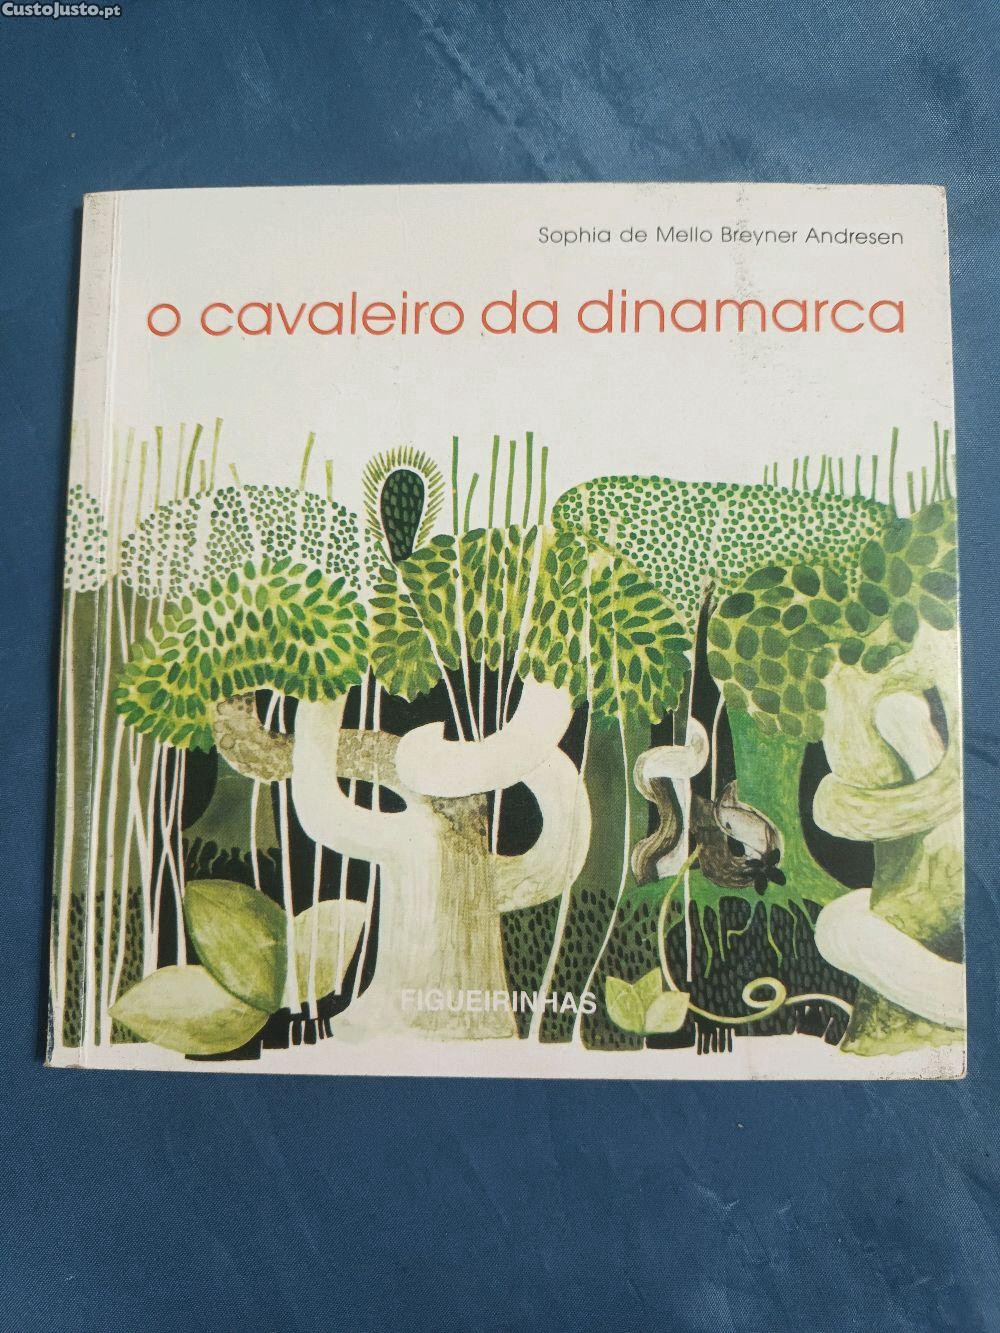 CustoJusto.pt
Sophia de Mello Breyner Andresen
o cavaleiro da dinamarca
FIGUEIRINHAS